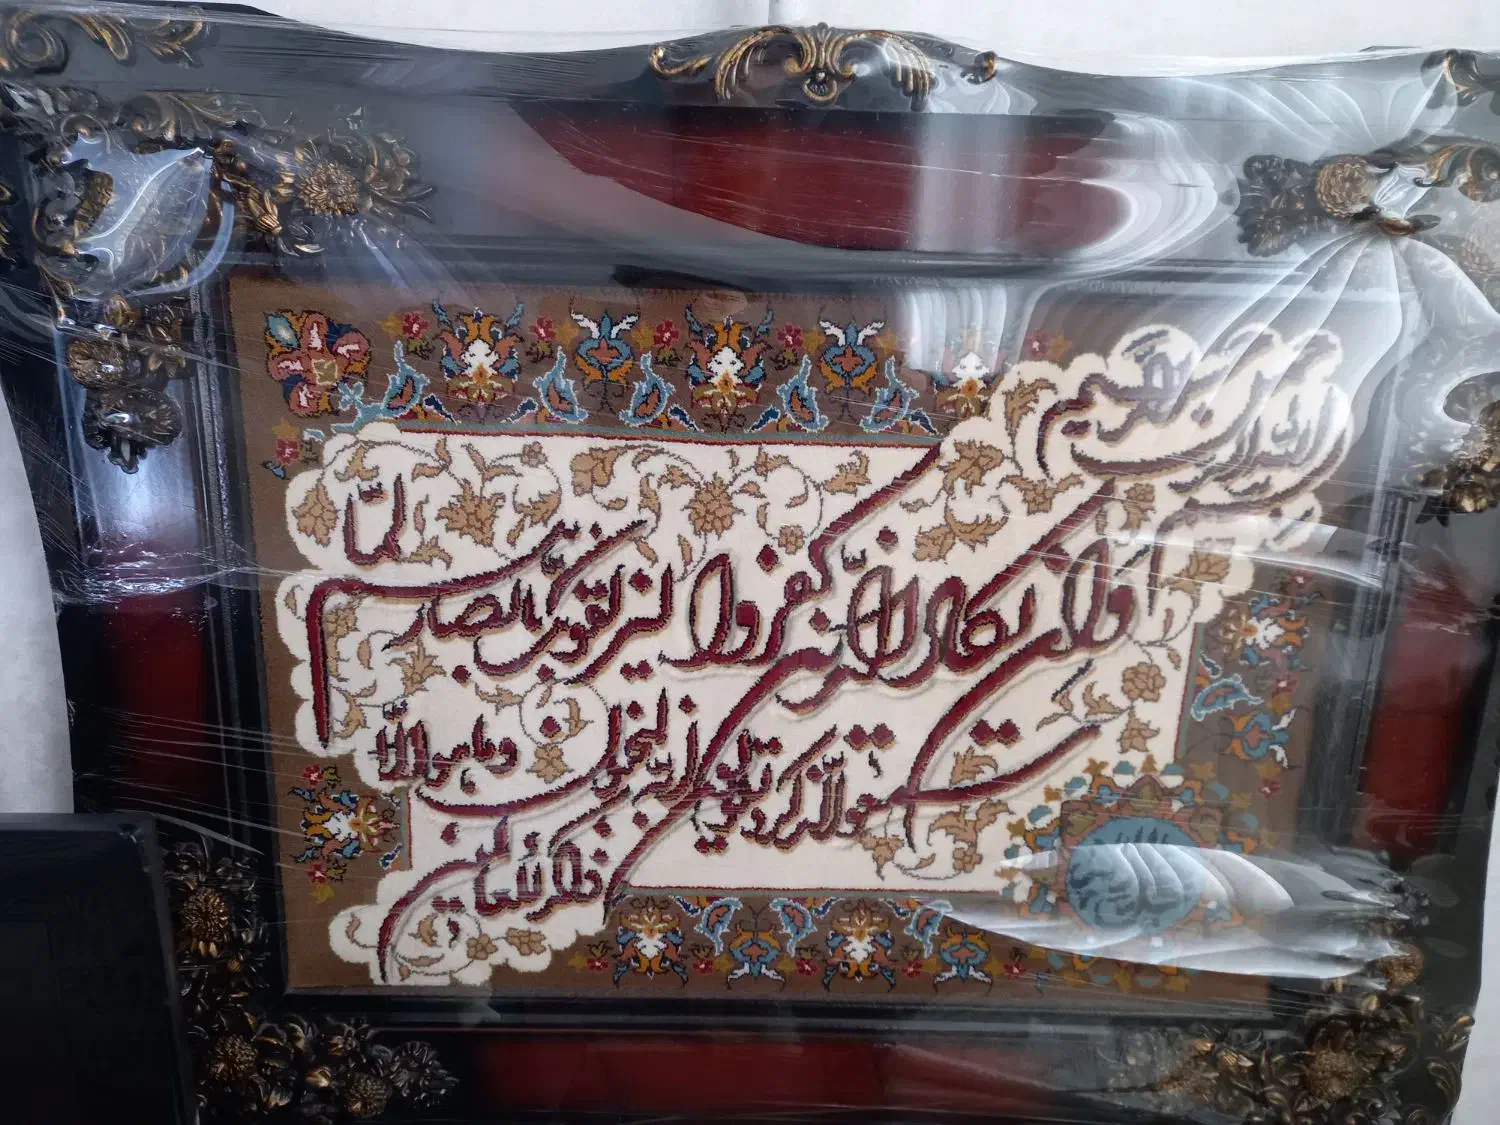 بسم الله الرحمن الرحیم
وان یکاد الذین کفروا لیزلقونک بابصارهم لما
سمعوا الذکر و یقولون انه لمجنون وما هو الا
ذکر للعالمین